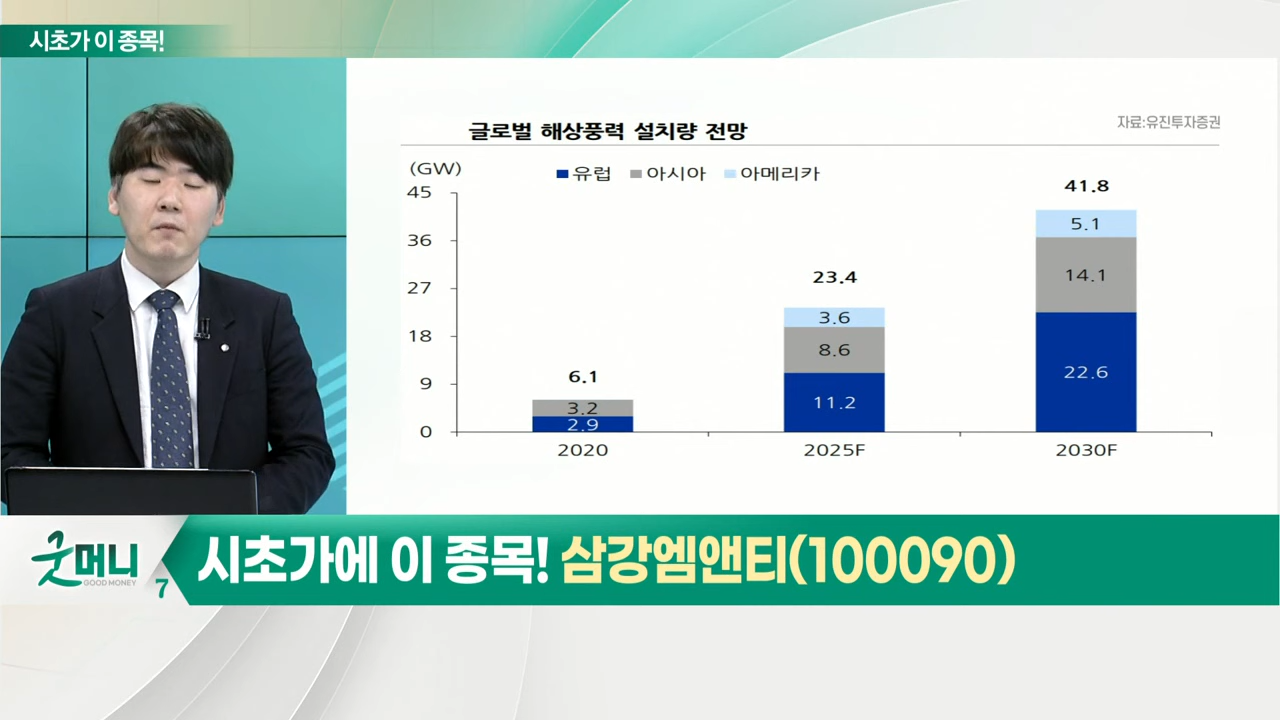 시초가 이 종목!
글로벌 해상풍력 설치량 전망
자료:유진투자증권
(GW)
유럽 아시아 아메리카
45
36
27
18
9
0
6.1
3.2
2.9
23.4
3.6
8.6
11.2
41.8
5.1
14.1
22.6
2020 2025F 2030F
굿머니
GOOD MONEY
7
시초가에 이 종목! 삼강엠앤티(100090)